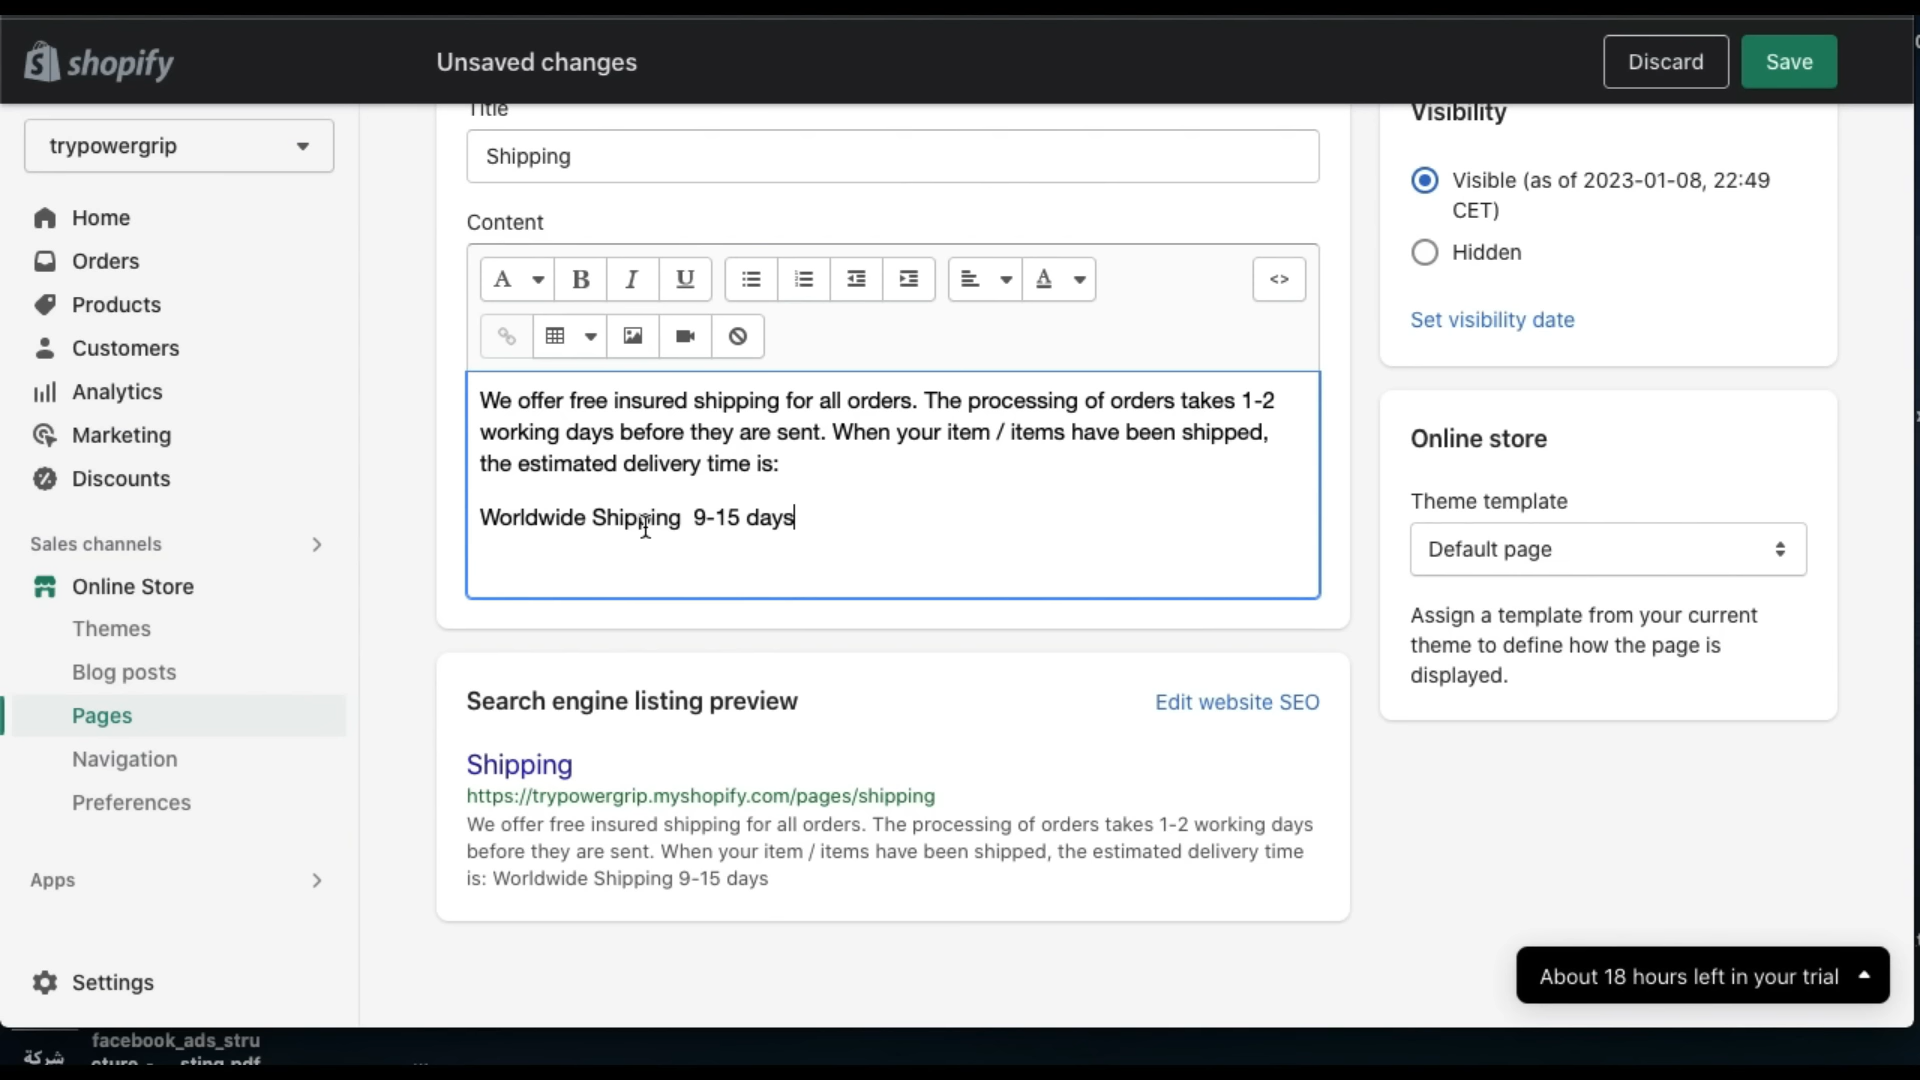 shopify
Unsaved changes
Discard
Save
trypowergrip
Home
Orders
Products
Customers
Analytics
Marketing
Discounts
Sales channels
Online Store
Themes
Blog posts
Pages
Navigation
Preferences
Apps
Settings
Title
Shipping
Content
A
B
I
U
A
<>
We offer free insured shipping for all orders. The processing of orders takes 1-2
working days before they are sent. When your item / items have been shipped,
the estimated delivery time is:
Worldwide Shipping 9-15 days
Search engine listing preview
Edit website SEO
Shipping
https://trypowergrip.myshopify.com/pages/shipping
We offer free insured shipping for all orders. The processing of orders takes 1-2 working days
before they are sent. When your item / items have been shipped, the estimated delivery time
is: Worldwide Shipping 9-15 days
Visibility
Visible (as of 2023-01-08, 22:49
CET)
Hidden
Set visibility date
Online store
Theme template
Default page
Assign a template from your current
theme to define how the page is
displayed.
About 18 hours left in your trial
facebook_ads_stru
cture - ... sting.pdf
شركة